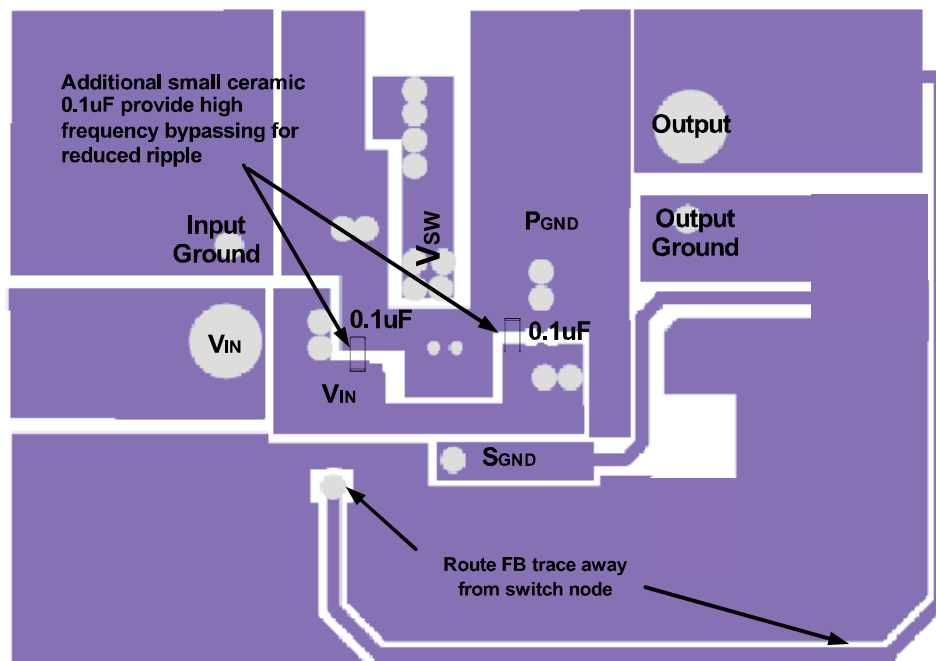 Additional small ceramic
0.1uF provide high
frequency bypassing for
reduced ripple
Output
Input
Ground
VSW
PGND
Output
Ground
0.1uF
0.1uF
VIN
VIN
SGND
Route FB trace away
from switch node